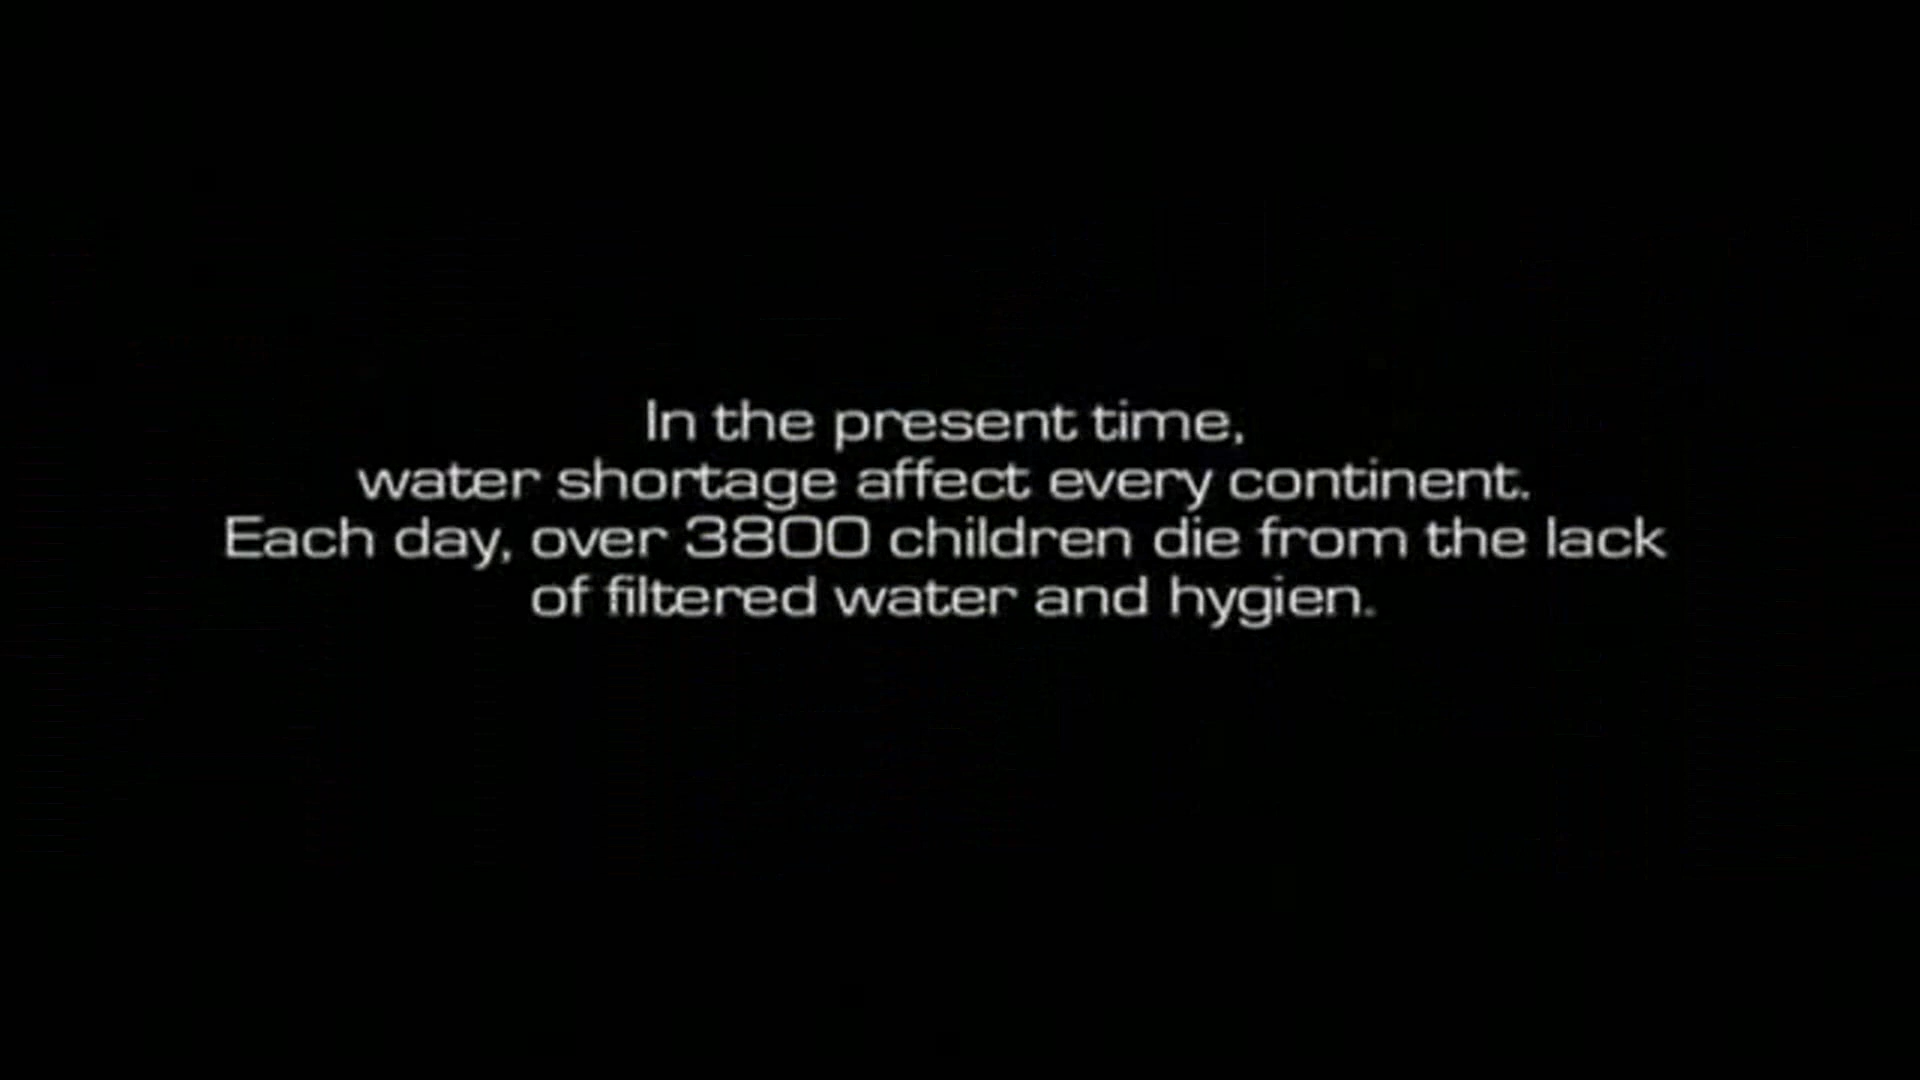 In the present time,
water shortage affect every continent.
Each day, over 3800 children die from the lack
of filtered water and hygien.